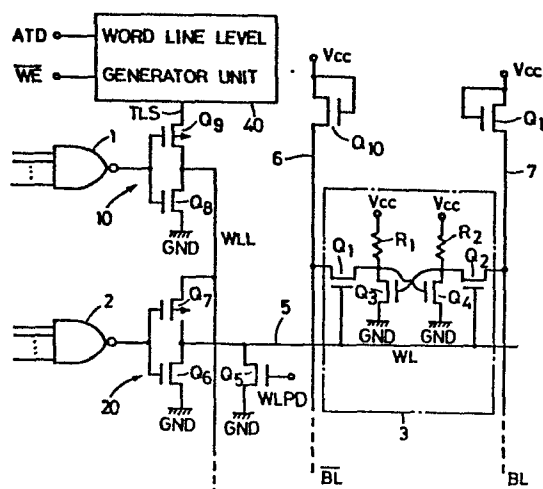 ATD
WORD LINE LEVEL
WE
GENERATOR UNIT
TLS
40
Vcc
Vcc
1
Q9
6
Q10
Q1
7
10
Q8
GND
WLL
Vcc
Vcc
R1
R2
Q1
Q2
2
Q7
Q3
Q4
5
GND
GND
WL
20
Q6
Q5
WLPD
GND
GND
3
BL
BL